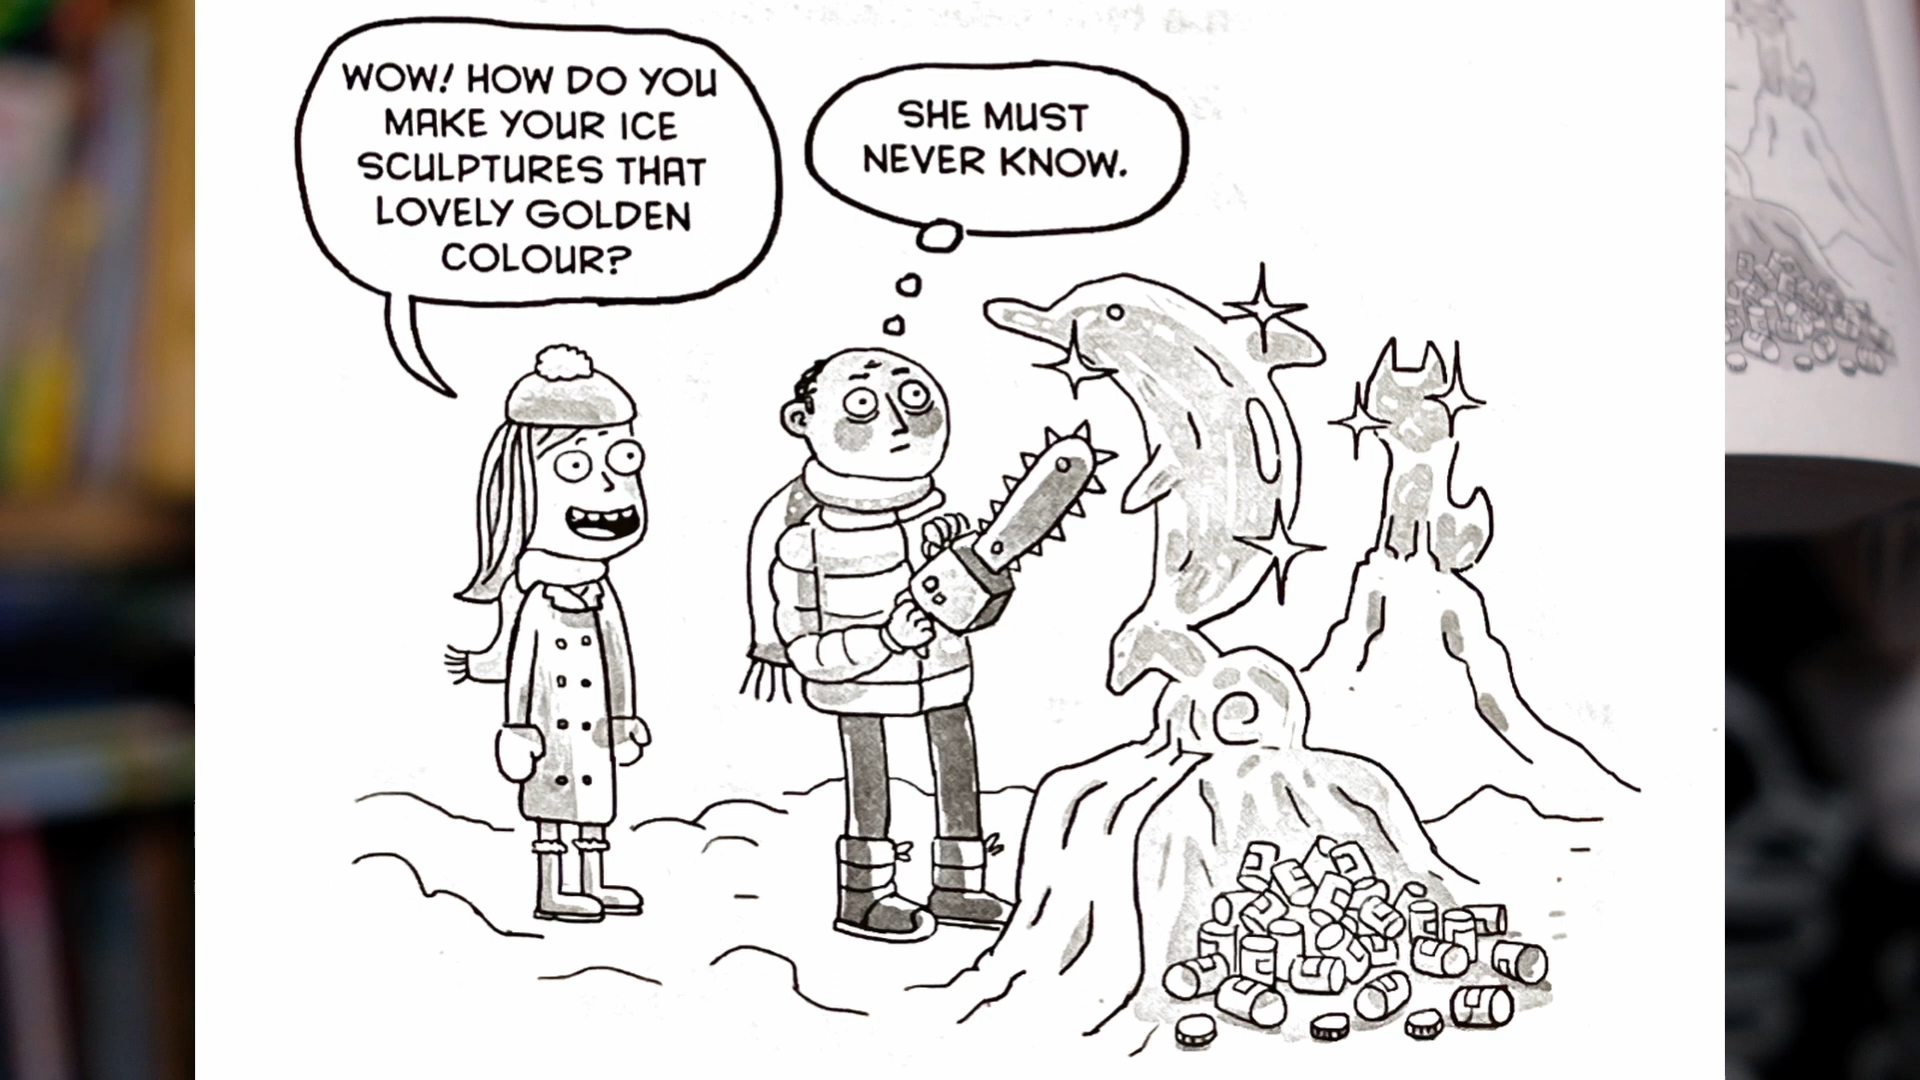 WOW! HOW DO YOU
MAKE YOUR ICE
SCULPTURES THAT
LOVELY GOLDEN
COLOUR?
SHE MUST
NEVER KNOW.